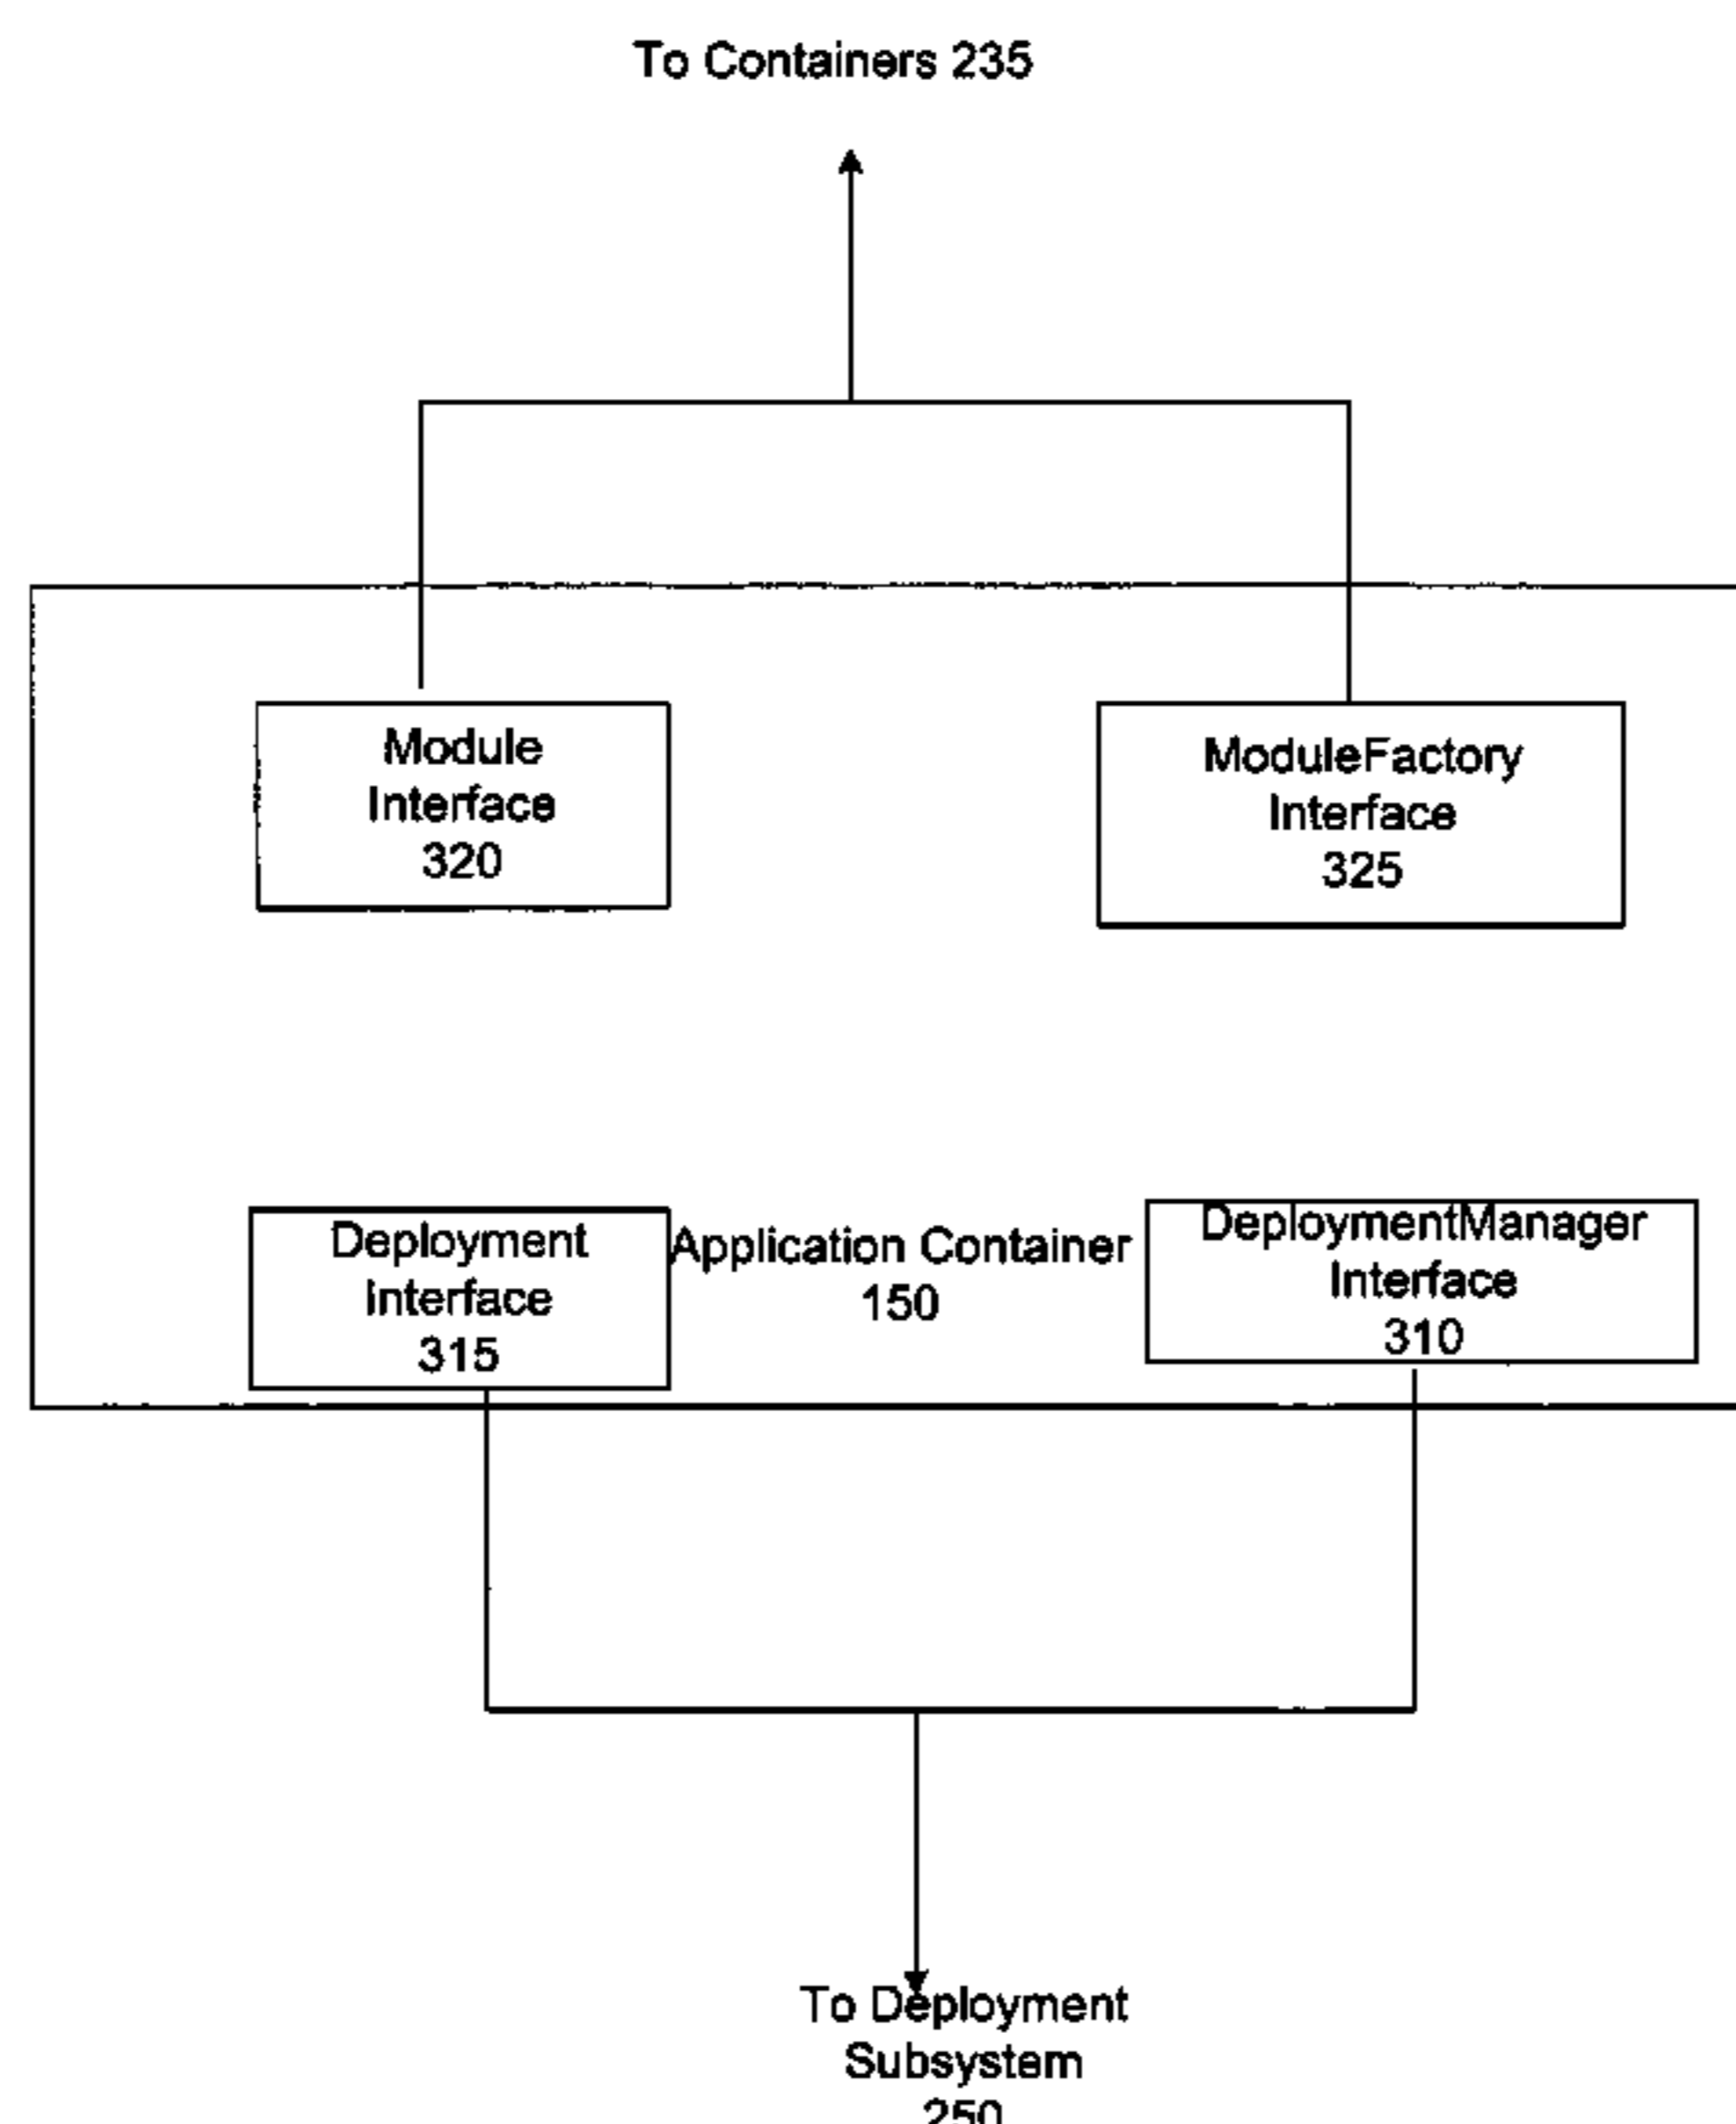 To Containers 235
Module
Interface
320
ModuleFactory
Interface
325
Deployment
Interface
315
Application Container
150
DeploymentManager
Interface
310
To Deployment
Subsystem
250